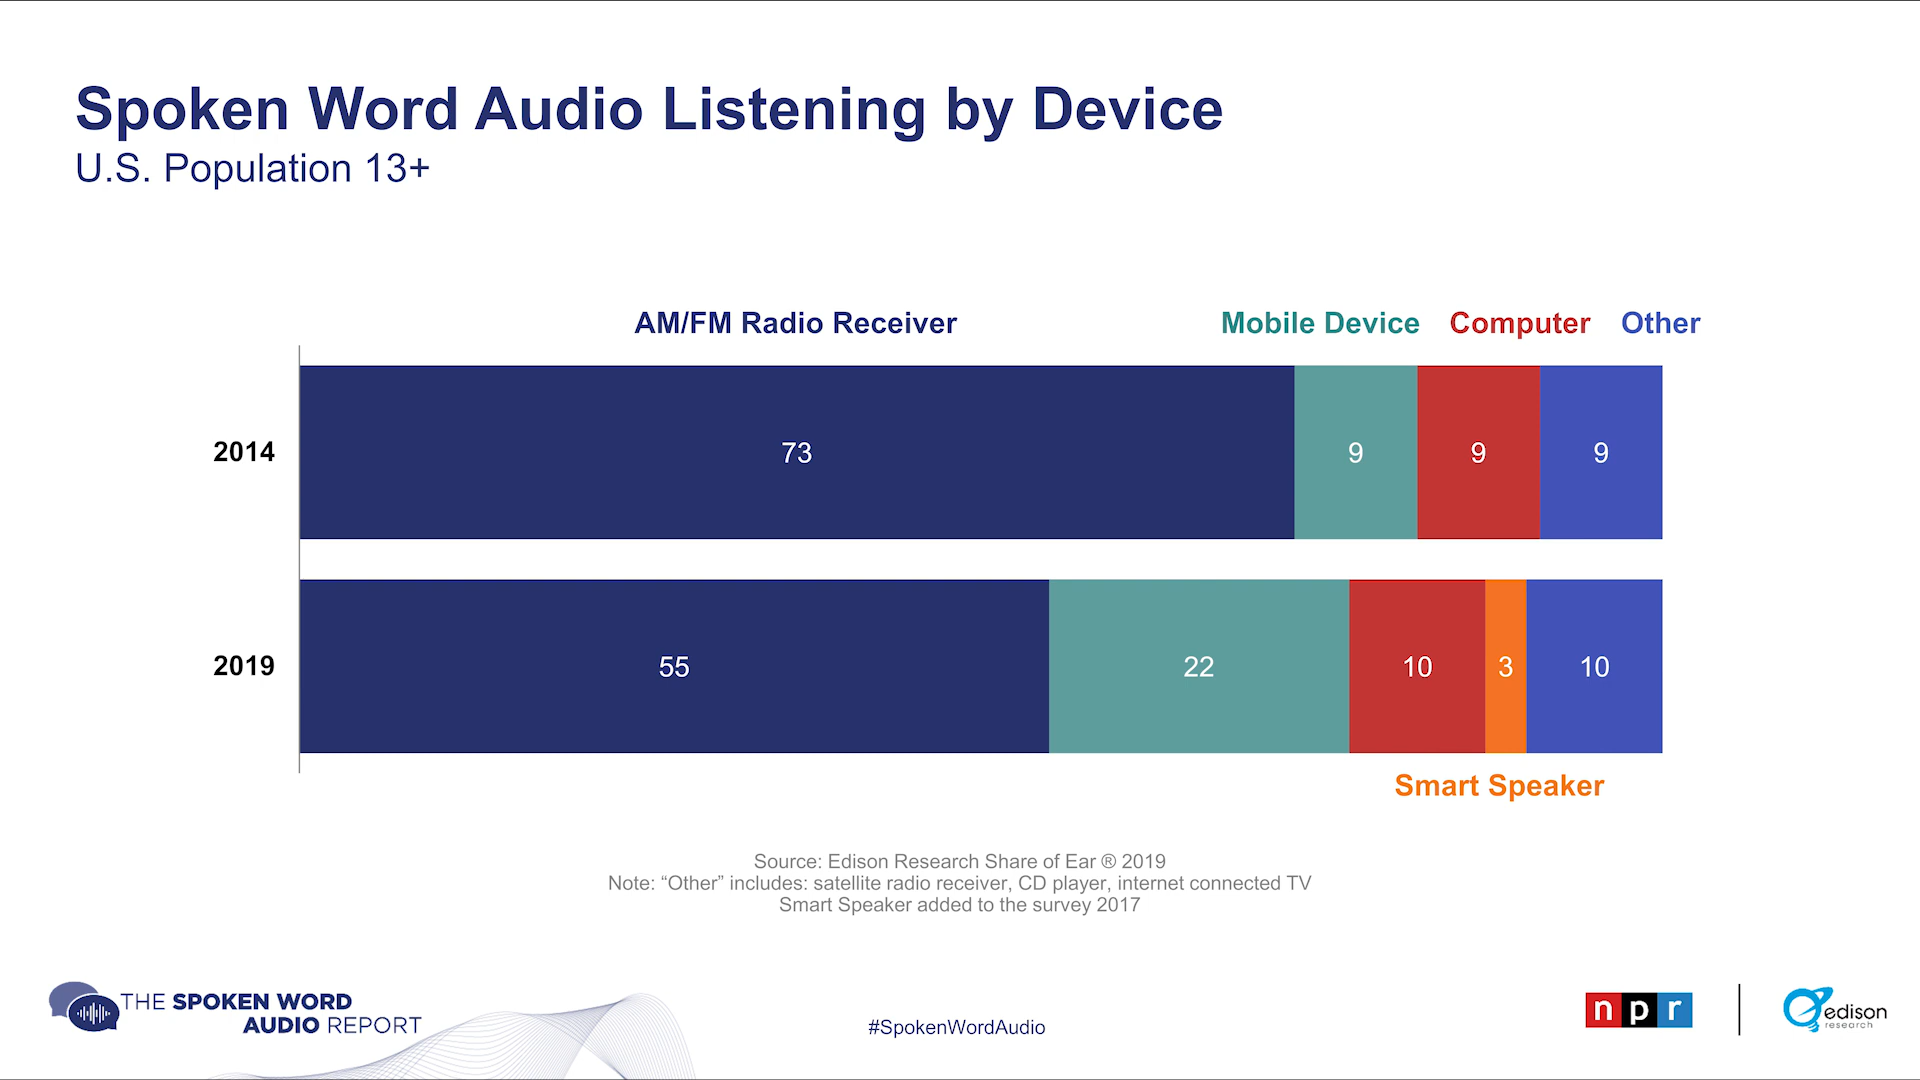 Spoken Word Audio Listening by Device
U.S. Population 13+
AM/FM Radio Receiver Mobile Device Computer Other
2014 73 9 9 9
2019 55 22 10 3 10
Smart Speaker
Source: Edison Research Share of Ear ® 2019
Note: “Other” includes: satellite radio receiver, CD player, internet connected TV
Smart Speaker added to the survey 2017
THE SPOKEN WORD
AUDIO REPORT
#SpokenWordAudio
npr
edison
research